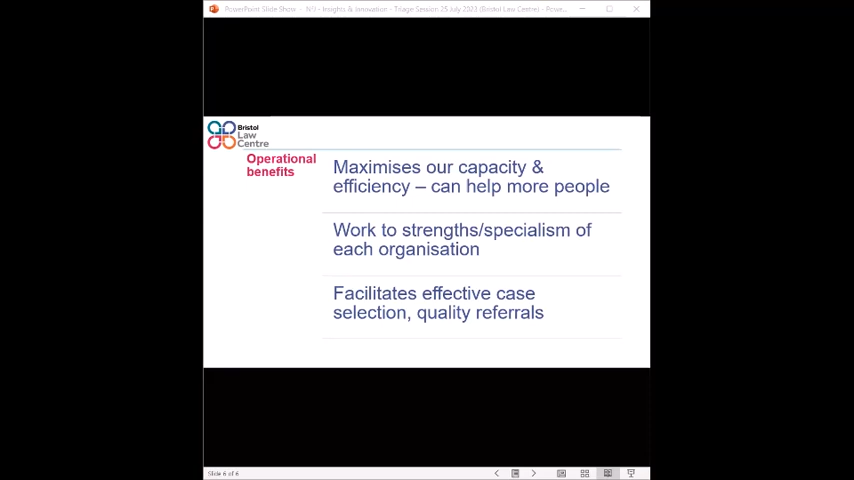 PowerPoint Slide Show - NFJ - Insights & Innovation - Triage Session 25 July 2023 (Bristol Law Centre) - Powe...
Bristol
Law
Centre
Operational
benefits
Maximises our capacity &
efficiency – can help more people
Work to strengths/specialism of
each organisation
Facilitates effective case
selection, quality referrals
Slide 6 of 6